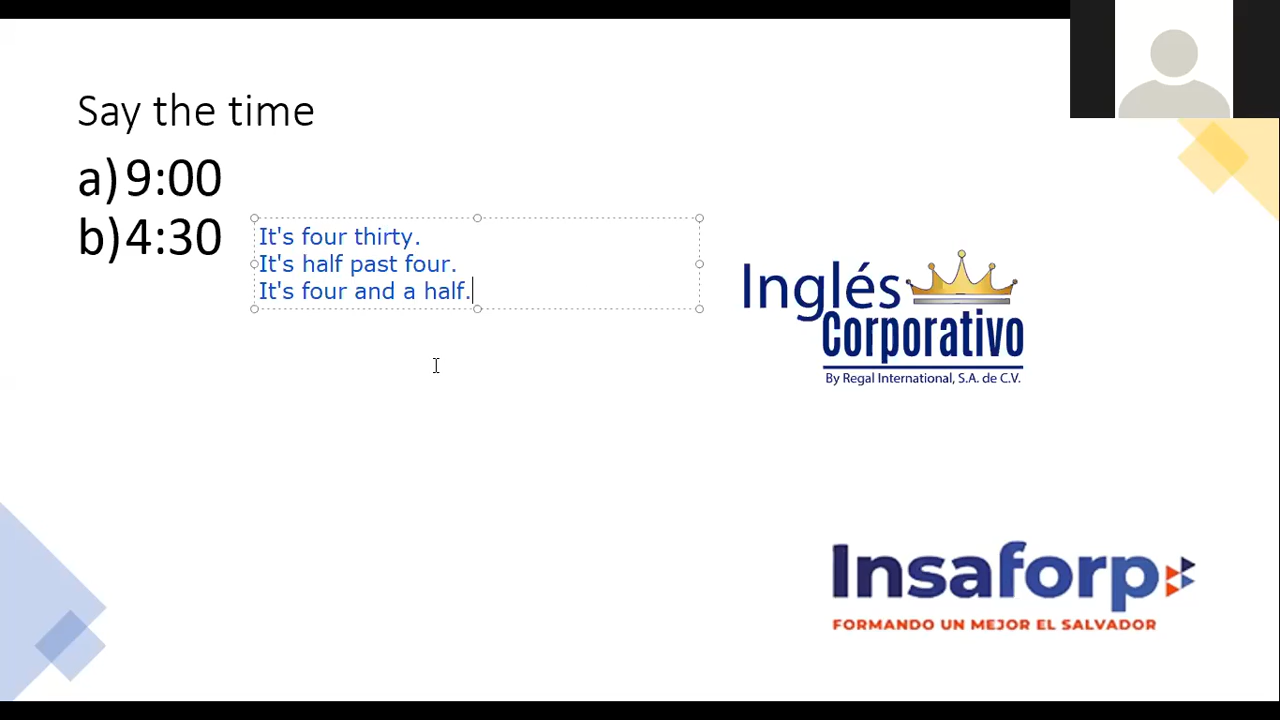 Say the time
a) 9:00
b) 4:30
It's four thirty.
It's half past four.
It's four and a half.
Inglés
Corporativo
By Regal International, S.A. de C.V.
Insaforp
FORMANDO UN MEJOR EL SALVADOR